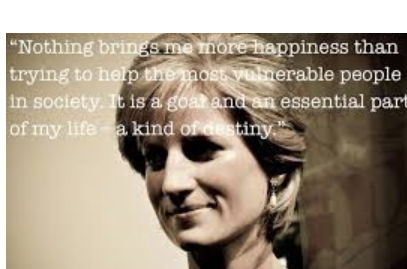 “Nothing brings me more happiness than
trying to help the most vulnerable people
in society. It is a goal and an essential part
of my life – a kind of destiny.”